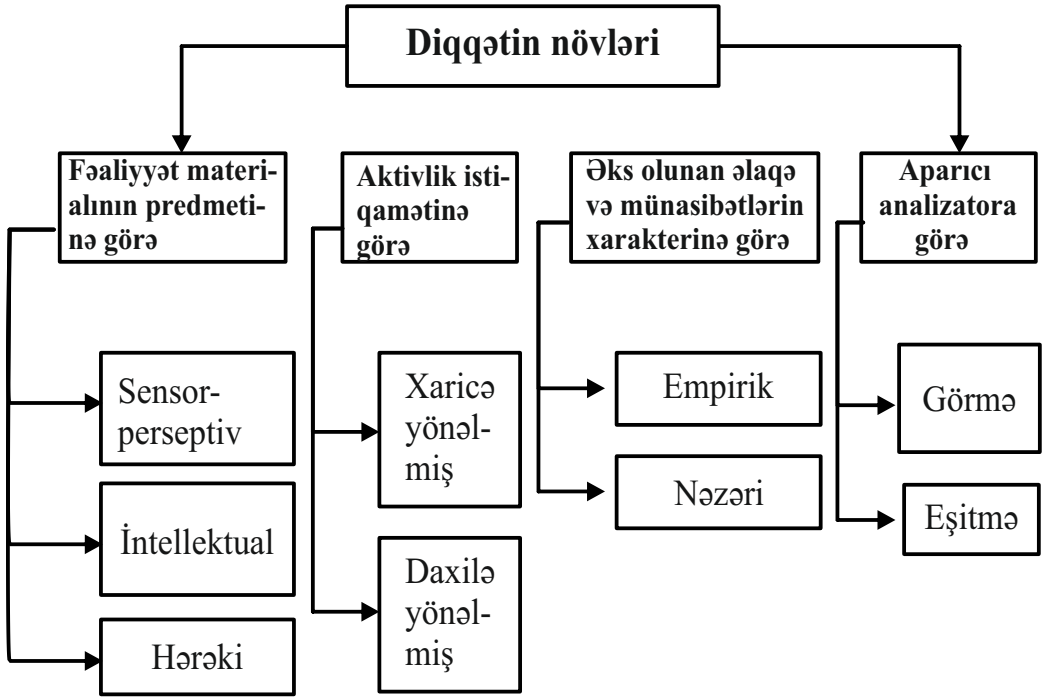 Diqqətin növləri
Fəaliyyət materi-
alının predmeti-
nə görə
Sensor-
perseptiv
İntellektual
Hərəki
Aktivlik isti-
qamətinə
görə
Xaricə
yönəl-
miş
Daxilə
yönəl-
miş
Əks olunan əlaqə
və münasibətlərin
xarakterinə görə
Empirik
Nəzəri
Aparıcı
analizatora
görə
Görmə
Eşitmə